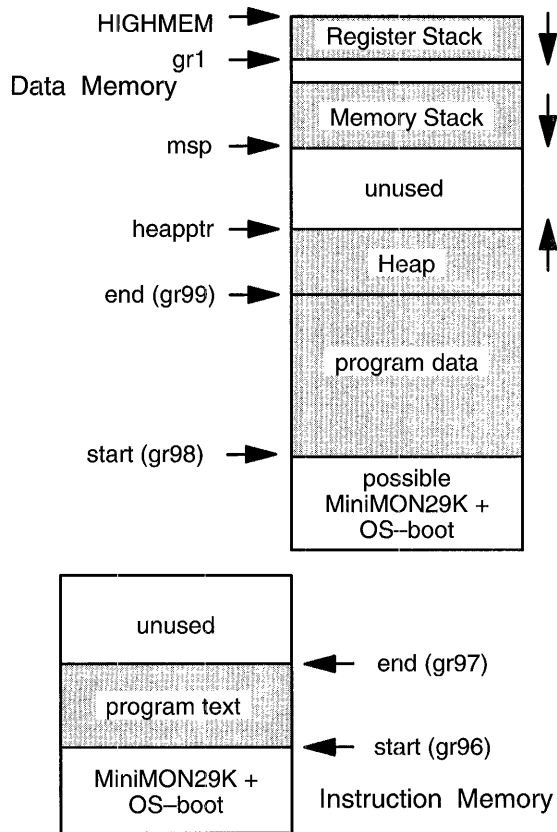 HIGHMEM
Register Stack
gr1
Data Memory
Memory Stack
msp
unused
heapptr
Heap
end (gr99)
program data
start (gr98)
possible
MiniMON29K +
OS--boot
unused
end (gr97)
program text
start (gr96)
MiniMON29K +
OS–boot
Instruction Memory